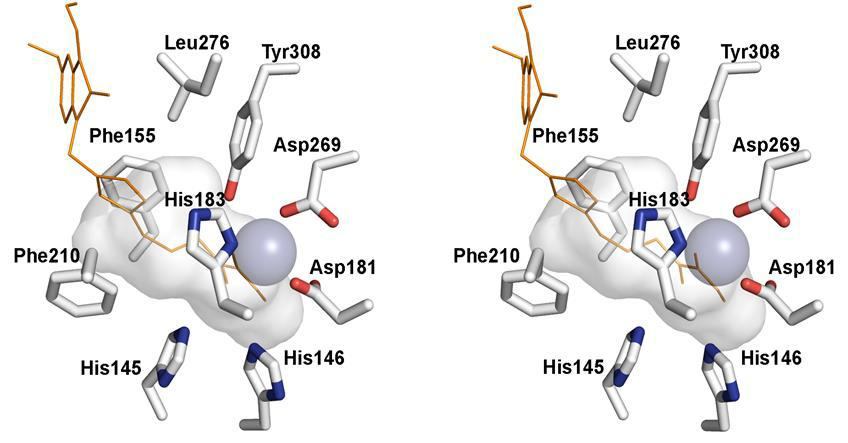 Leu276
Tyr308
Phe155
Asp269
His183
Phe210
Asp181
His145
His146
Leu276
Tyr308
Phe155
Asp269
His183
Phe210
Asp181
His145
His146